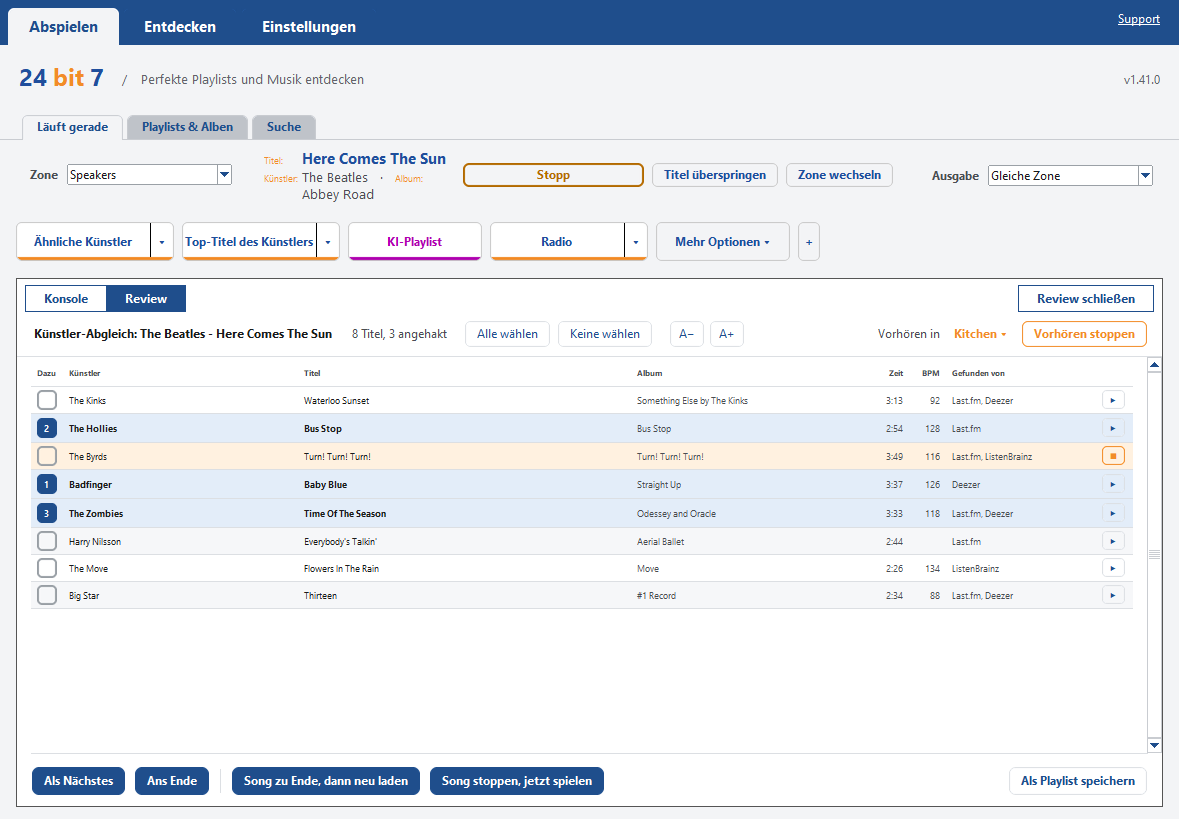 Abspielen Entdecken Einstellungen Support
24 bit 7 / Perfekte Playlists und Musik entdecken v1.41.0
Läuft gerade Playlists & Alben Suche
Zone Speakers
Titel: Here Comes The Sun
Künstler: The Beatles · Album:
Abbey Road
Stopp Titel überspringen Zone wechseln Ausgabe Gleiche Zone
Ähnliche Künstler Top-Titel des Künstlers KI-Playlist Radio Mehr Optionen +
Konsole Review Review schließen
Künstler-Abgleich: The Beatles - Here Comes The Sun 8 Titel, 3 angehakt Alle wählen Keine wählen A− A+ Vorhören in Kitchen Vorhören stoppen
Dazu Künstler Titel Album Zeit BPM Gefunden von
The Kinks Waterloo Sunset Something Else by The Kinks 3:13 92 Last.fm, Deezer
2 The Hollies Bus Stop Bus Stop 2:54 128 Last.fm
The Byrds Turn! Turn! Turn! Turn! Turn! Turn! 3:49 116 Last.fm, ListenBrainz
1 Badfinger Baby Blue Straight Up 3:37 126 Deezer
3 The Zombies Time Of The Season Odessey and Oracle 3:33 118 Last.fm, Deezer
Harry Nilsson Everybody's Talkin' Aerial Ballet 2:44 Last.fm
The Move Flowers In The Rain Move 2:26 134 ListenBrainz
Big Star Thirteen #1 Record 2:34 88 Last.fm, Deezer
Als Nächstes Ans Ende Song zu Ende, dann neu laden Song stoppen, jetzt spielen Als Playlist speichern